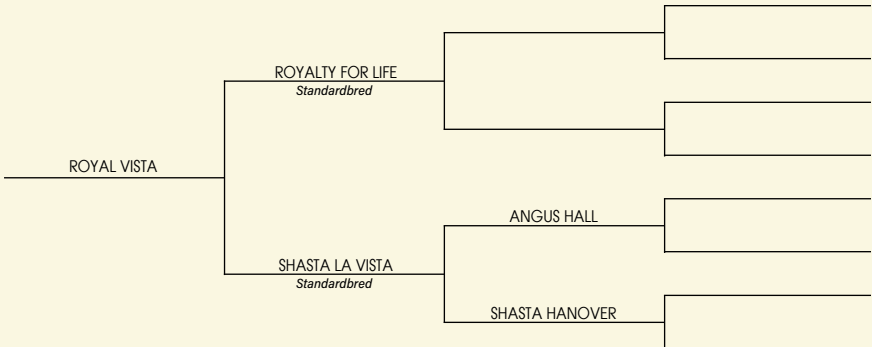 ROYALTY FOR LIFE
Standardbred
ROYAL VISTA
ANGUS HALL
SHASTA LA VISTA
Standardbred
SHASTA HANOVER